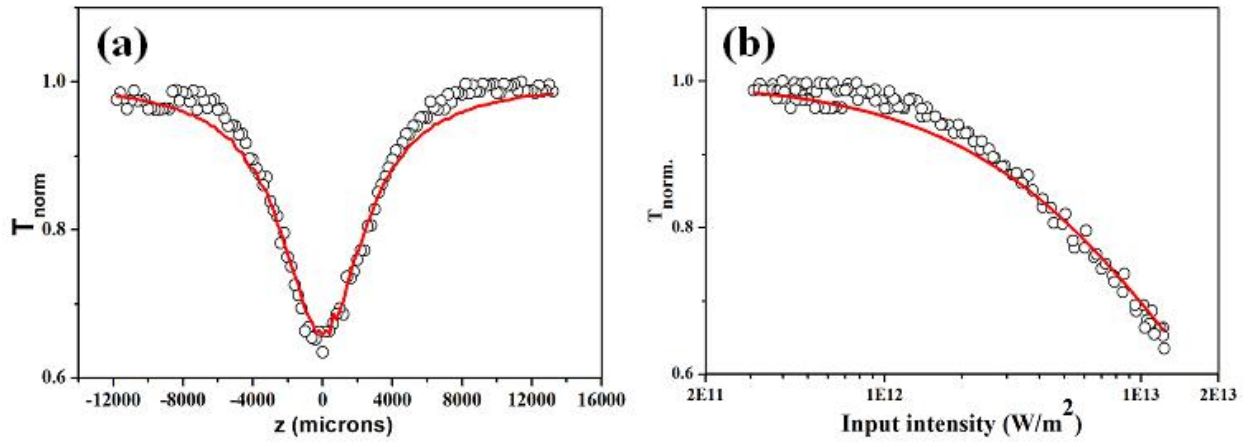 (a)
1.0
0.8
0.6
T_norm
-12000 -8000 -4000 0 4000 8000 12000 16000
z (microns)
(b)
1.0
0.8
0.6
T_norm.
2E11 1E12 1E13 2E13
Input intensity (W/m²)